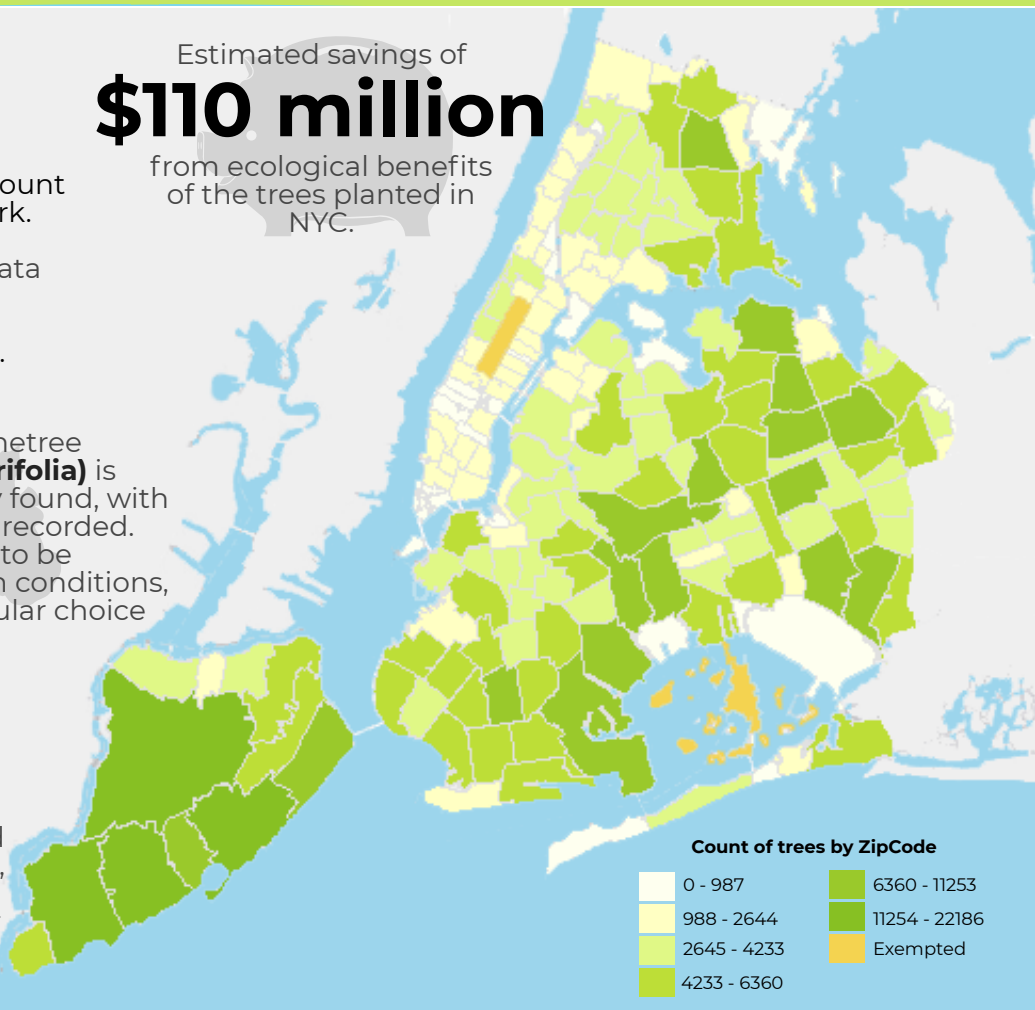 Estimated savings of
$110 million
from ecological benefits
of the trees planted in
NYC.
ount
rk.
ata
.
netree
rifolia) is
found, with
recorded.
to be
conditions,
ular choice
Count of trees by ZipCode
0 - 987
988 - 2644
2645 - 4233
4233 - 6360
6360 - 11253
11254 - 22186
Exempted